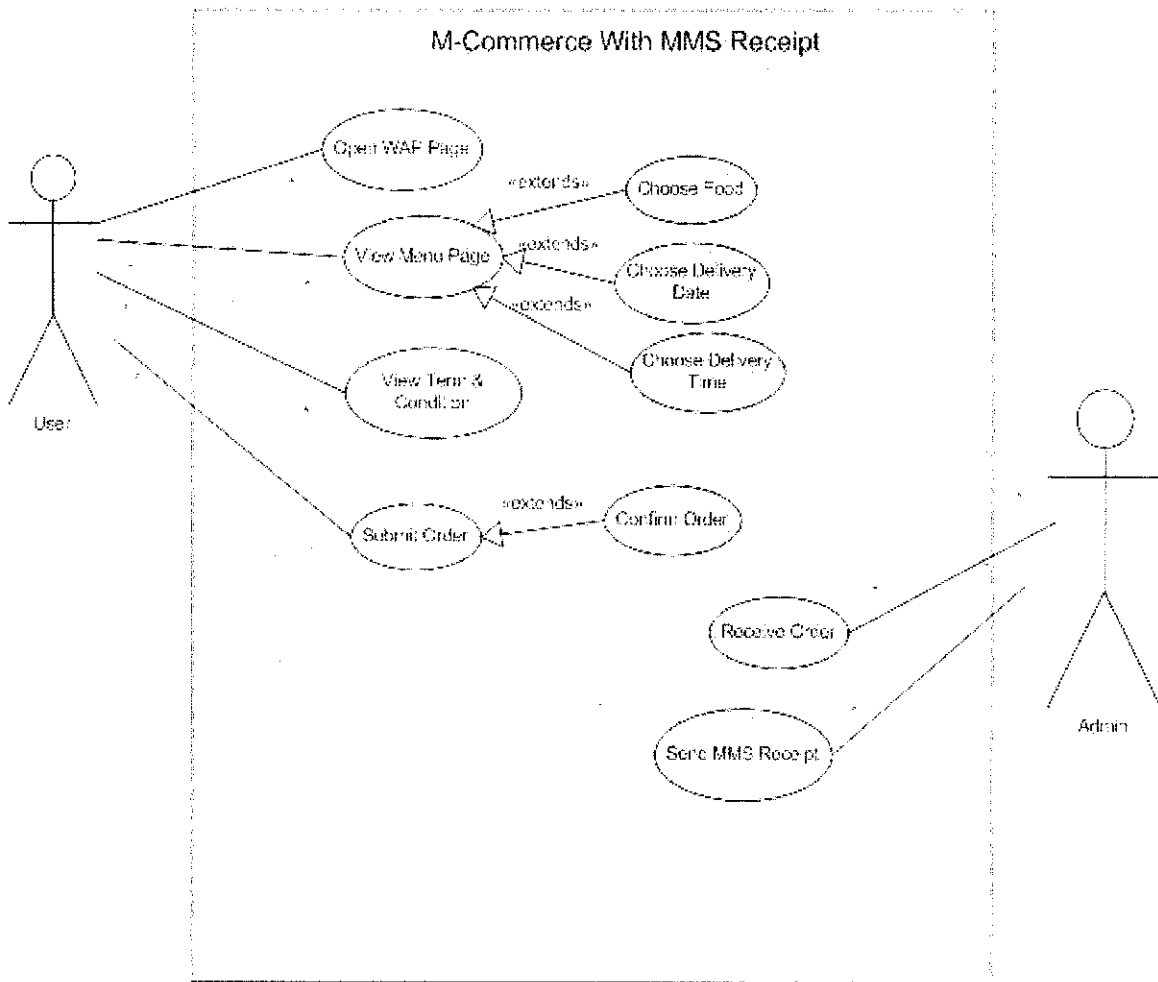 M-Commerce With MMS Receipt
Open WAP Page
«extends»
Choose Food
View Menu Page
«extends»
Choose Delivery
Date
«extends»
Choose Delivery
Time
View Term &
Condition
User
«extends»
Submit Order
Confirm Order
Receive Order
Send MMS Receipt
Admin